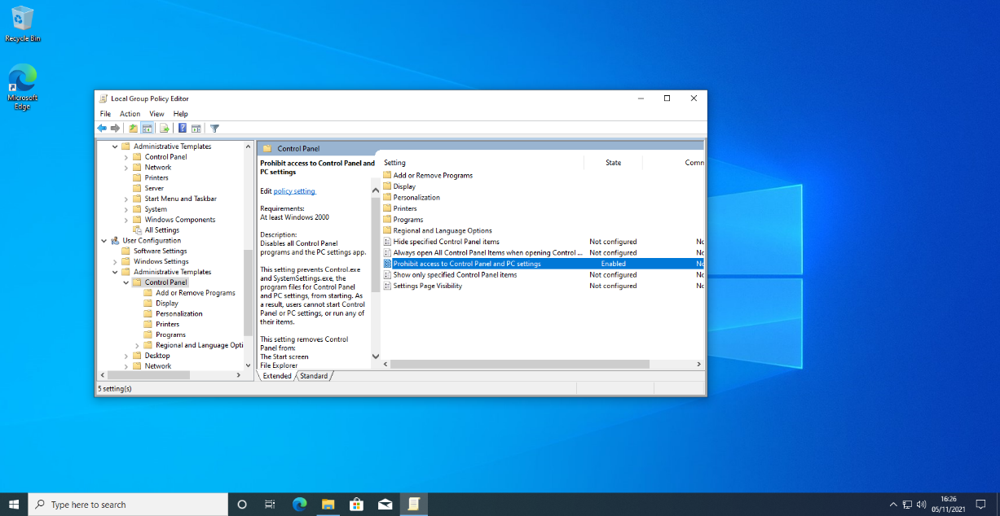 Recycle Bin
Microsoft
Edge
Local Group Policy Editor
File Action View Help
Administrative Templates
Control Panel
Network
Printers
Server
Start Menu and Taskbar
System
Windows Components
All Settings
User Configuration
Software Settings
Windows Settings
Administrative Templates
Control Panel
Add or Remove Programs
Display
Personalization
Printers
Programs
Regional and Language Opti
Desktop
Network
Control Panel
Prohibit access to Control Panel and
PC settings
Edit policy setting
Requirements:
At least Windows 2000
Description:
Disables all Control Panel
programs and the PC settings app.
This setting prevents Control.exe
and SystemSettings.exe, the
program files for Control Panel
and PC settings, from starting. As
a result, users cannot start Control
Panel or PC settings, or run any of
their items.
This setting removes Control
Panel from:
The Start screen
File Explorer
Setting State Comn
Add or Remove Programs
Display
Personalization
Printers
Programs
Regional and Language Options
Hide specified Control Panel items Not configured Nc
Always open All Control Panel Items when opening Control ... Not configured Nc
Prohibit access to Control Panel and PC settings Enabled Nc
Show only specified Control Panel items Not configured Nc
Settings Page Visibility Not configured Nc
Extended Standard
5 setting(s)
Type here to search
16:26
05/11/2021